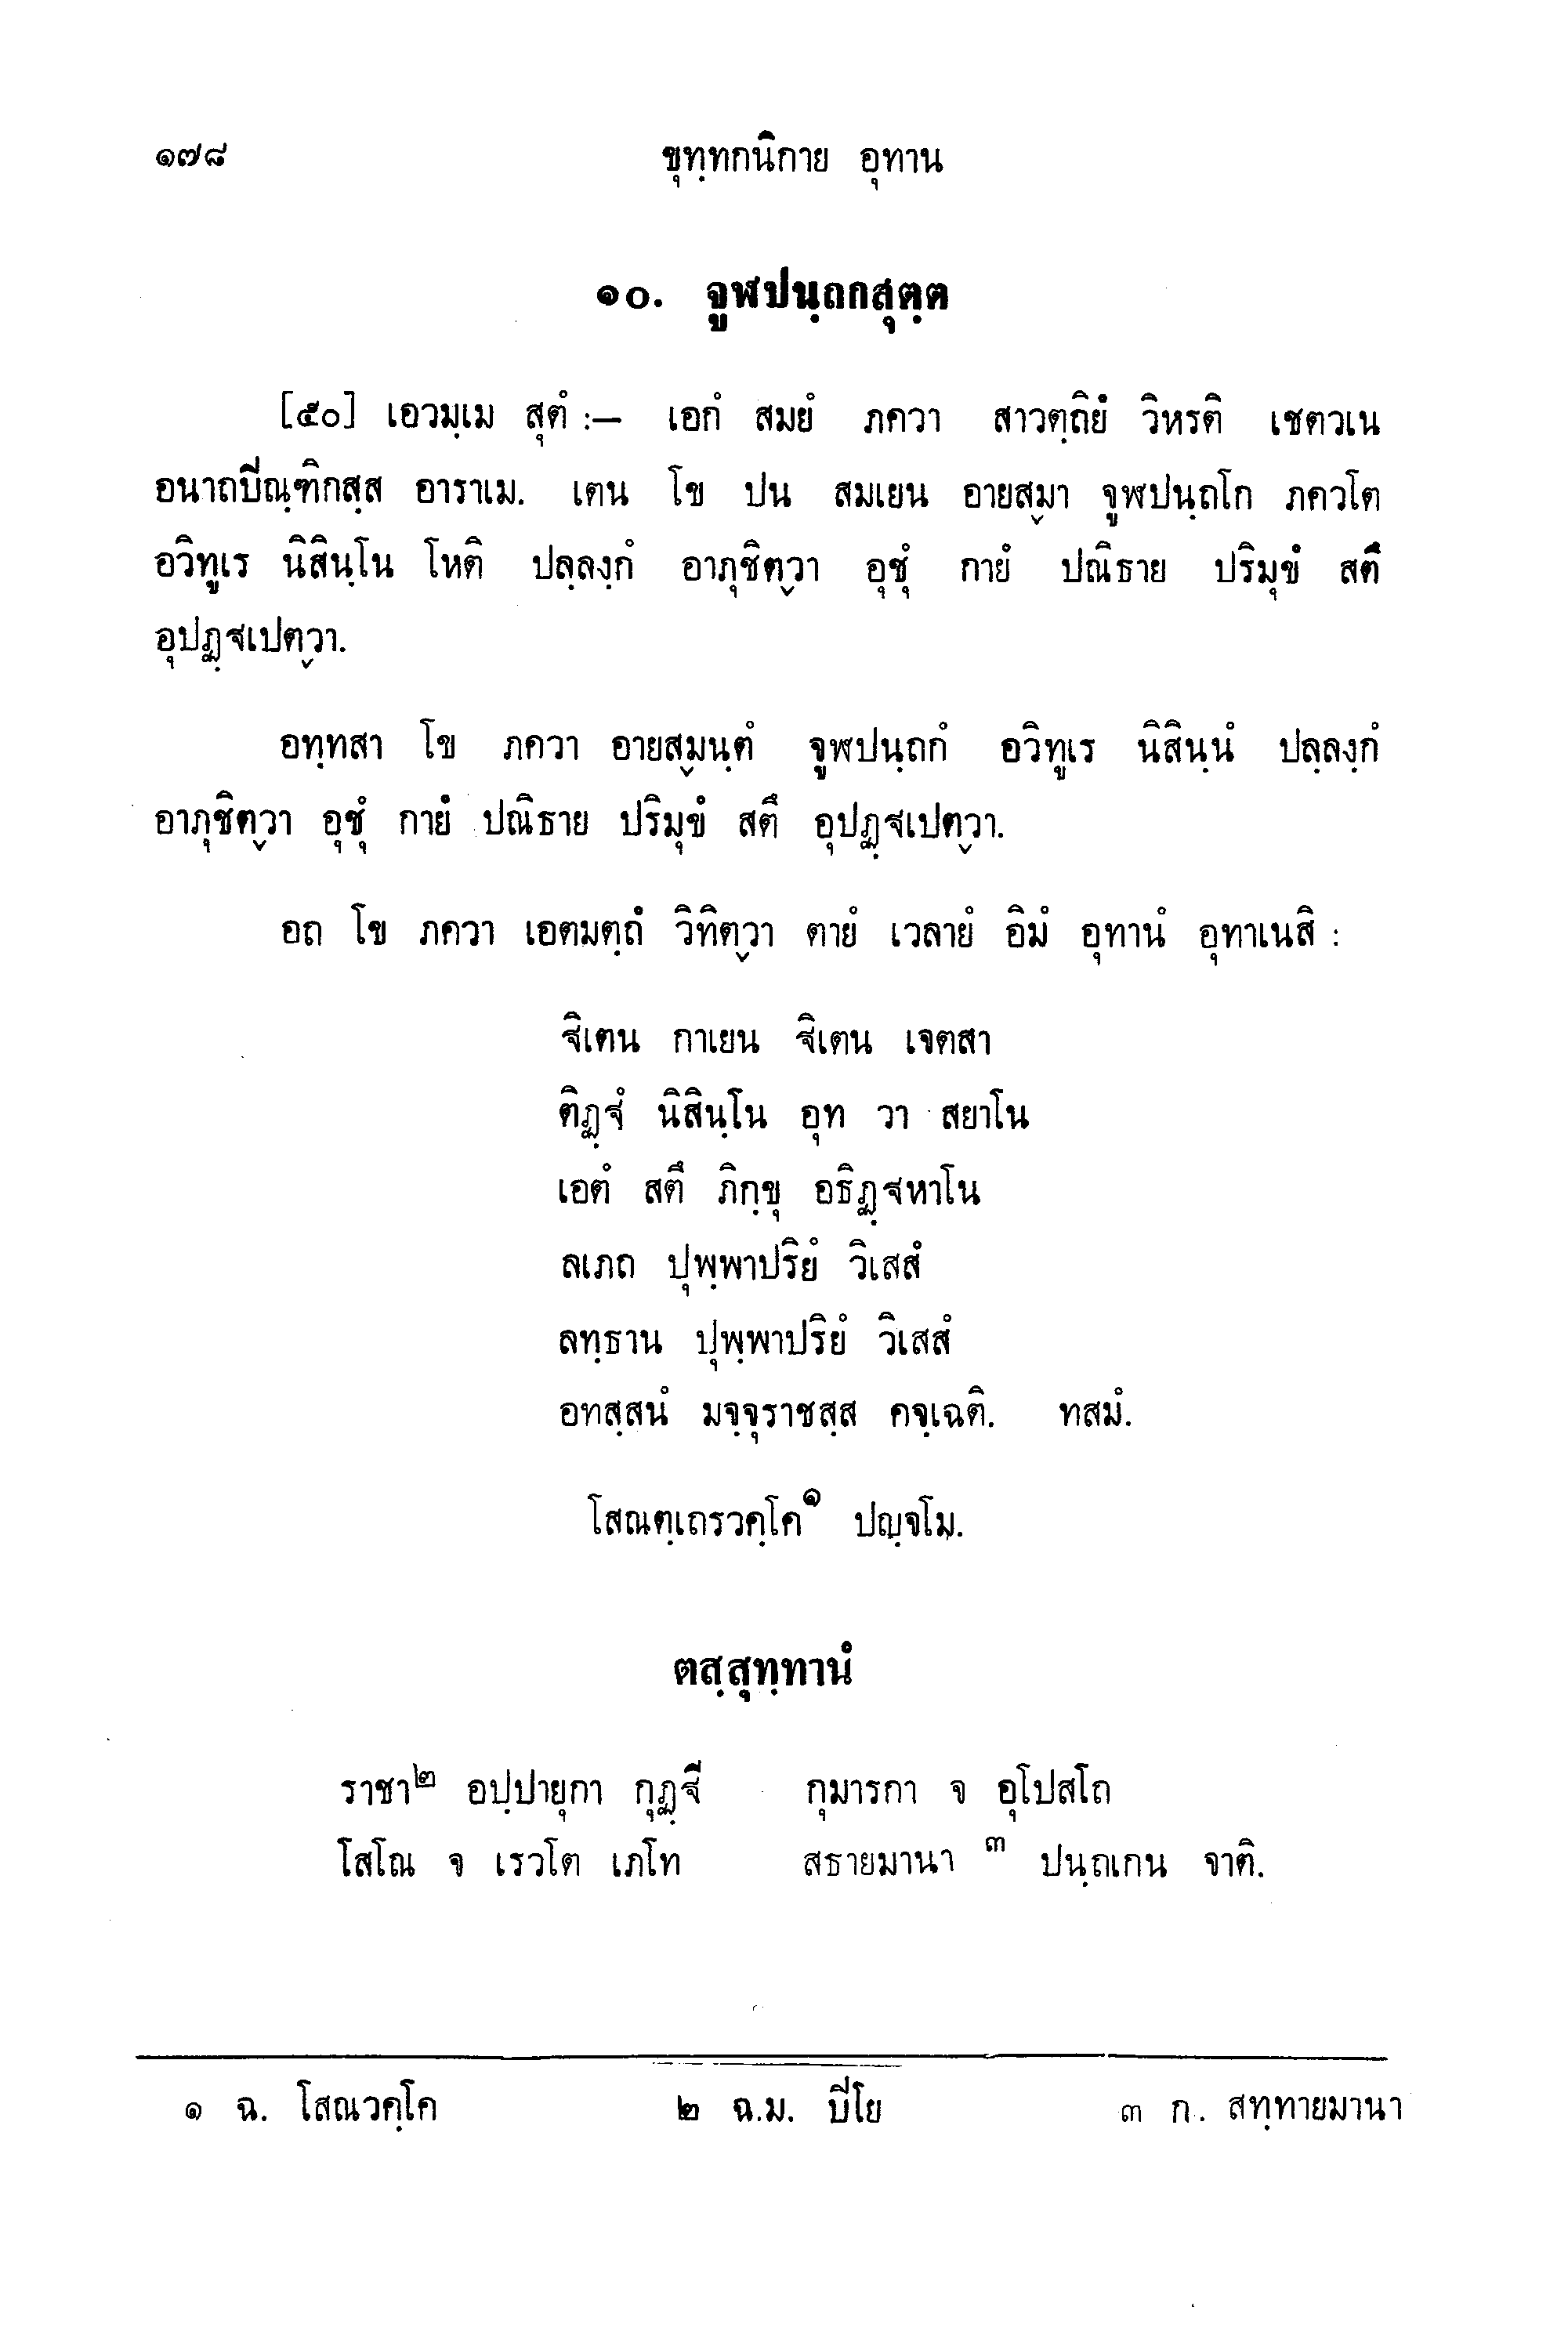 ๑๗๘ ขุทฺทกนิกาย อุทาน
๑๐. จูฬปนฺถกสุตฺต
[๕๐] เอวมฺเม สุตํ :— เอกํ สมยํ ภควา สาวตฺถิยํ วิหรติ เชตวเน
อนาถบิณฺฑิกสฺส อาราเม. เตน โข ปน สมเยน อายสฺมา จูฬปนฺถโก ภควโต
อวิทูเร นิสินฺโน โหติ ปลฺลงฺกํ อาภุชิตฺวา อุชุํ กายํ ปณิธาย ปริมุขํ สตึ
อุปฏฺฐเปตฺวา.
อทฺทสา โข ภควา อายสฺมนฺตํ จูฬปนฺถกํ อวิทูเร นิสินฺนํ ปลฺลงฺกํ
อาภุชิตฺวา อุชุํ กายํ ปณิธาย ปริมุขํ สตึ อุปฏฺฐเปตฺวา.
อถ โข ภควา เอตมตฺถํ วิทิตฺวา ตายํ เวลายํ อิมํ อุทานํ อุทาเนสิ :
ฐิเตน กาเยน ฐิเตน เจตสา
ติฏฺฐํ นิสินฺโน อุท วา สยาโน
เอตํ สตึ ภิกฺขุ อธิฏฺฐหาโน
ลเภถ ปุพฺพาปริยํ วิเสสํ
ลทฺธาน ปุพฺพาปริยํ วิเสสํ
อทสฺสนํ มจฺจุราชสฺส คจฺเฉติ. ทสมํ.
โสณตฺเถรวคฺโค๑ ปญฺจโม.
ตสฺสุทฺทานํ
ราชา๒ อปฺปายุกา กุฏฺฐี กุมารกา จ อุโปสโถ
โสโณ จ เรวโต เภโท สธายมานา ๓ ปนฺถเกน จาติ.
๑ ฉ. โสณวคฺโค ๒ ฉ.ม. ปิโย ๓ ก. สทฺทายมานา